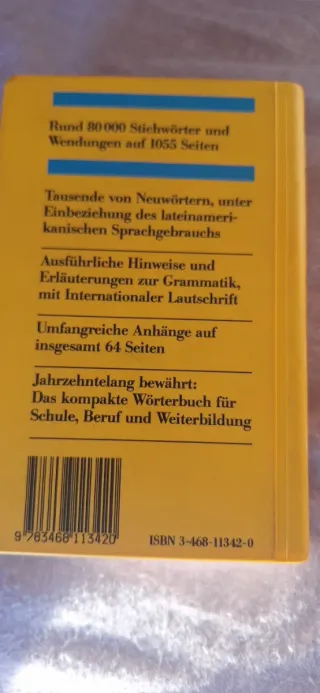 Rund 80 000 Stichwörter und
Wendungen auf 1055 Seiten
Tausende von Neuwörtern, unter
Einbeziehung des lateinameri-
kanischen Sprachgebrauchs
Ausführliche Hinweise und
Erläuterungen zur Grammatik,
mit Internationaler Lautschrift
Umfangreiche Anhänge auf
insgesamt 64 Seiten
Jahrzehntelang bewährt:
Das kompakte Wörterbuch für
Schule, Beruf und Weiterbildung
9 783468 113420
ISBN 3-468-11342-0